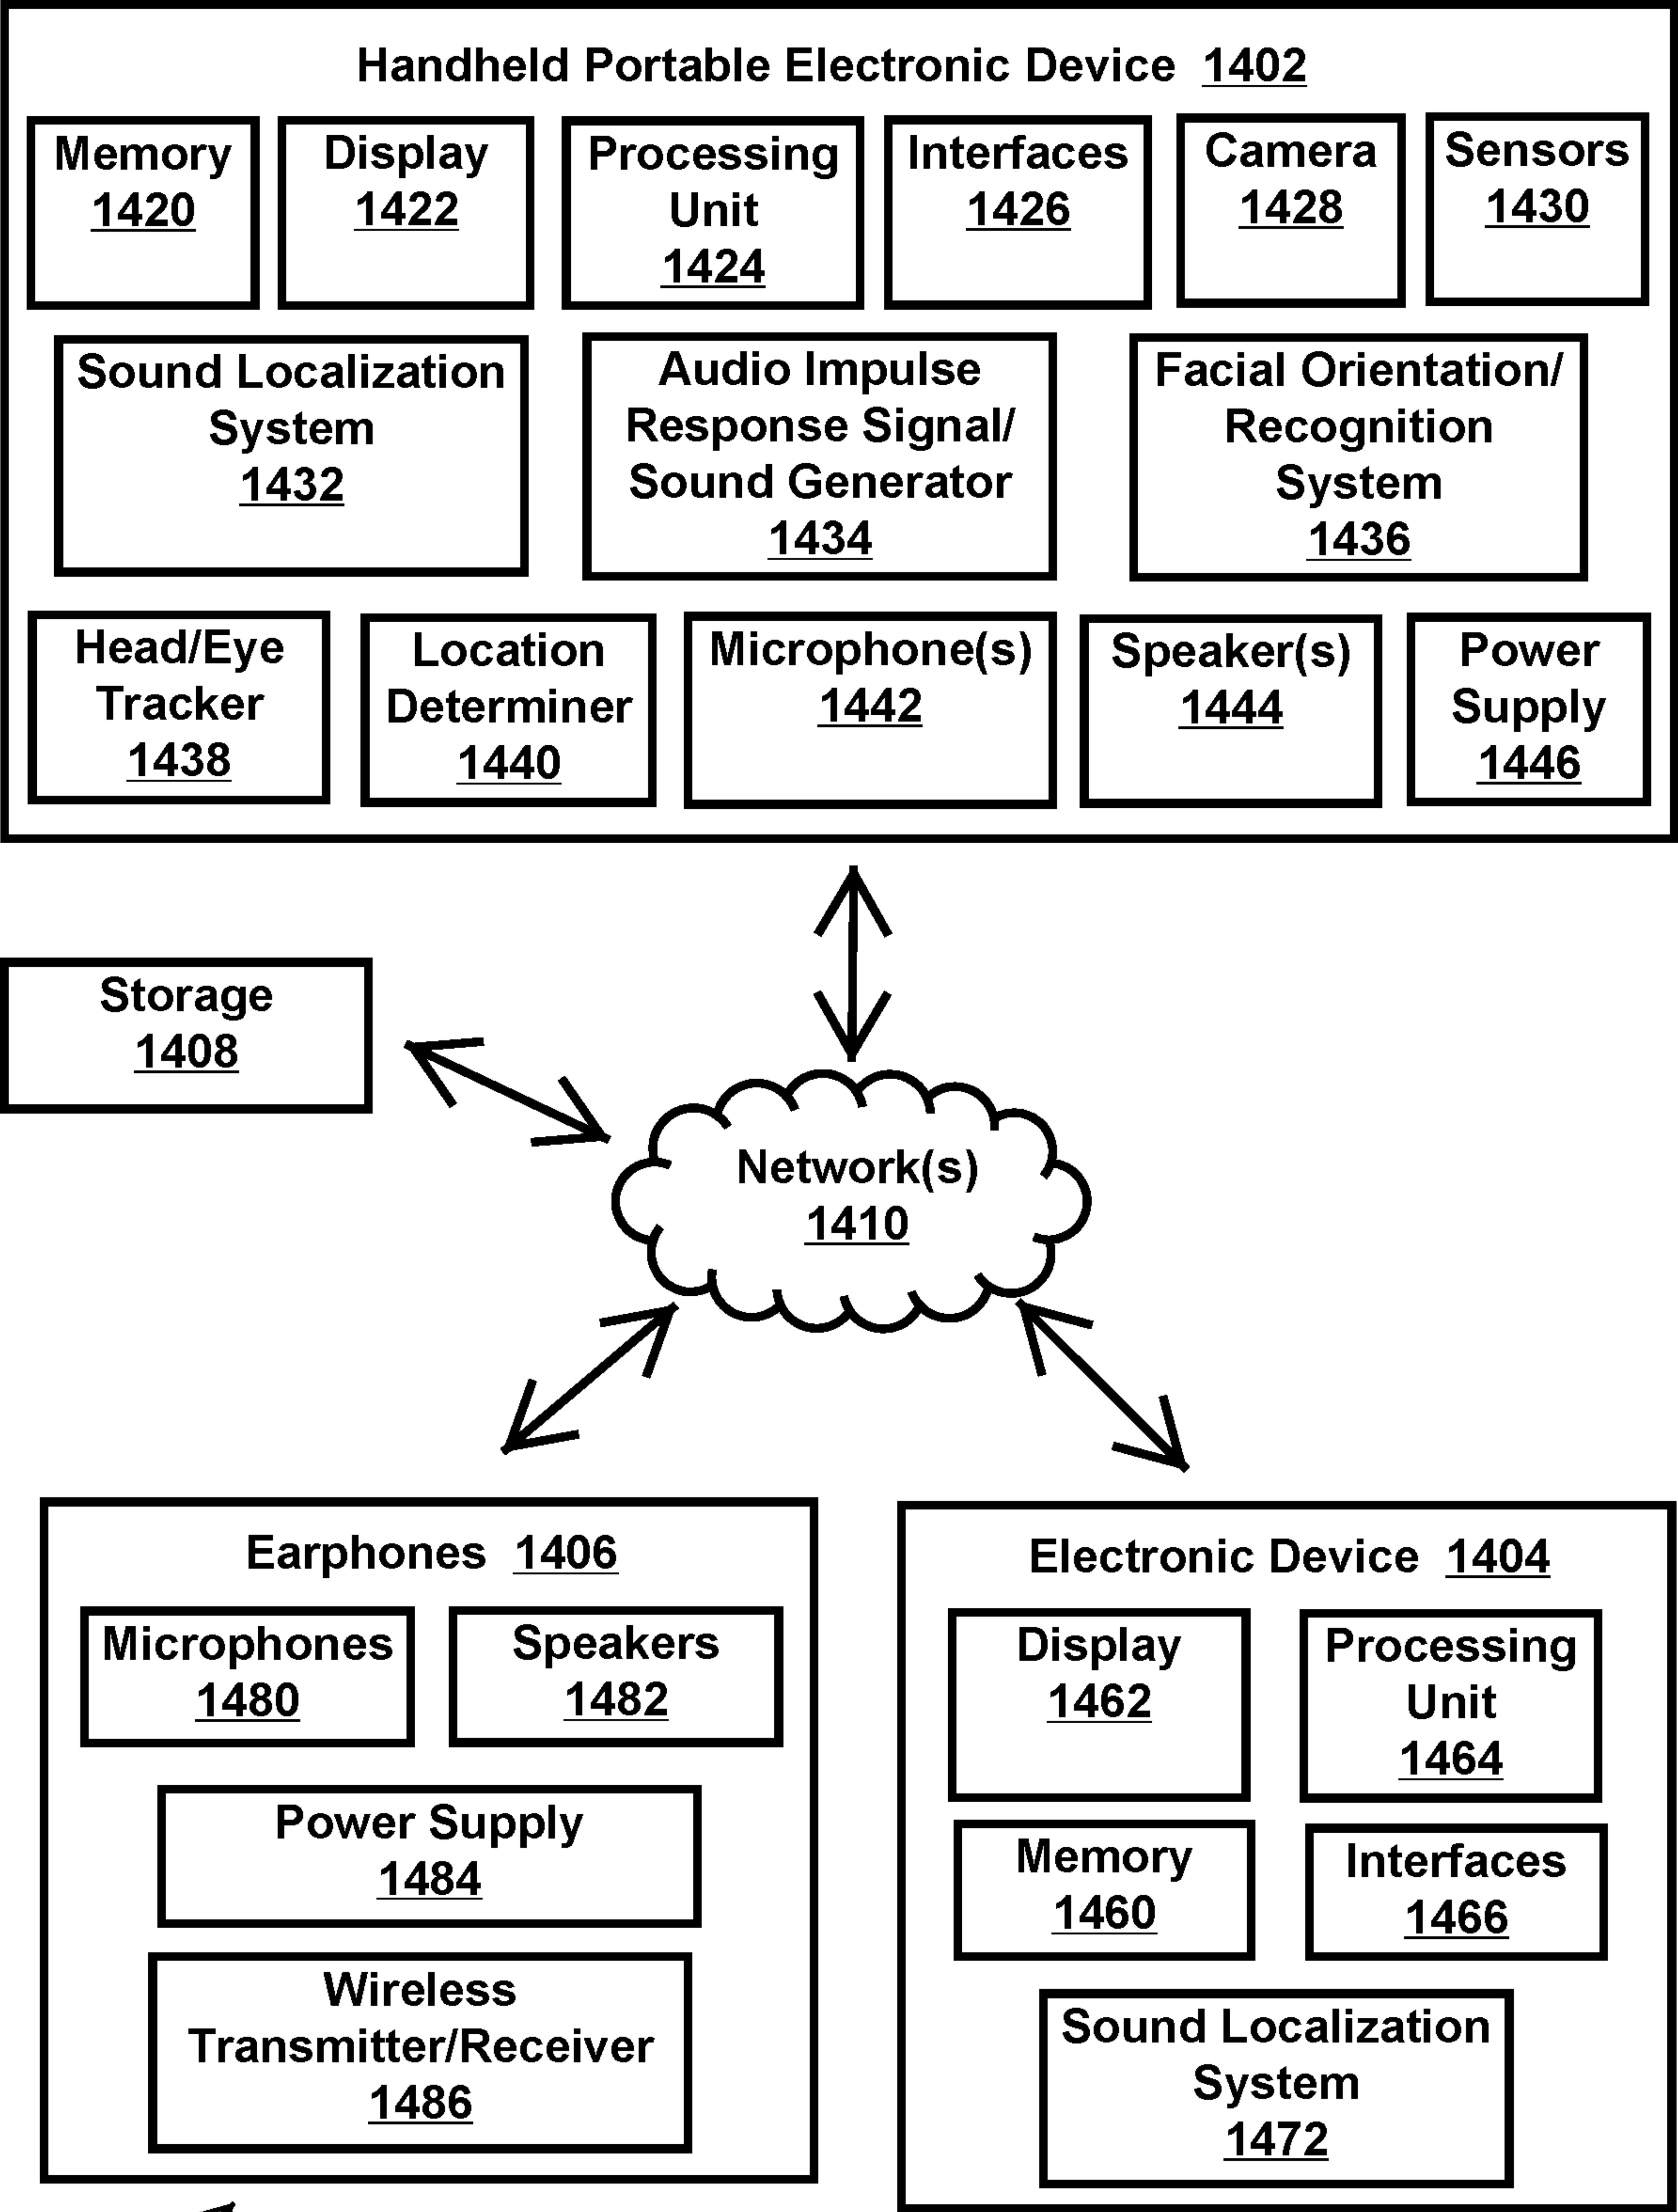 Handheld Portable Electronic Device 1402
Memory
1420
Display
1422
Processing
Unit
1424
Interfaces
1426
Camera
1428
Sensors
1430
Sound Localization
System
1432
Audio Impulse
Response Signal/
Sound Generator
1434
Facial Orientation/
Recognition
System
1436
Head/Eye
Tracker
1438
Location
Determiner
1440
Microphone(s)
1442
Speaker(s)
1444
Power
Supply
1446
Storage
1408
Network(s)
1410
Earphones 1406
Microphones
1480
Speakers
1482
Power Supply
1484
Wireless
Transmitter/Receiver
1486
Electronic Device 1404
Display
1462
Processing
Unit
1464
Memory
1460
Interfaces
1466
Sound Localization
System
1472